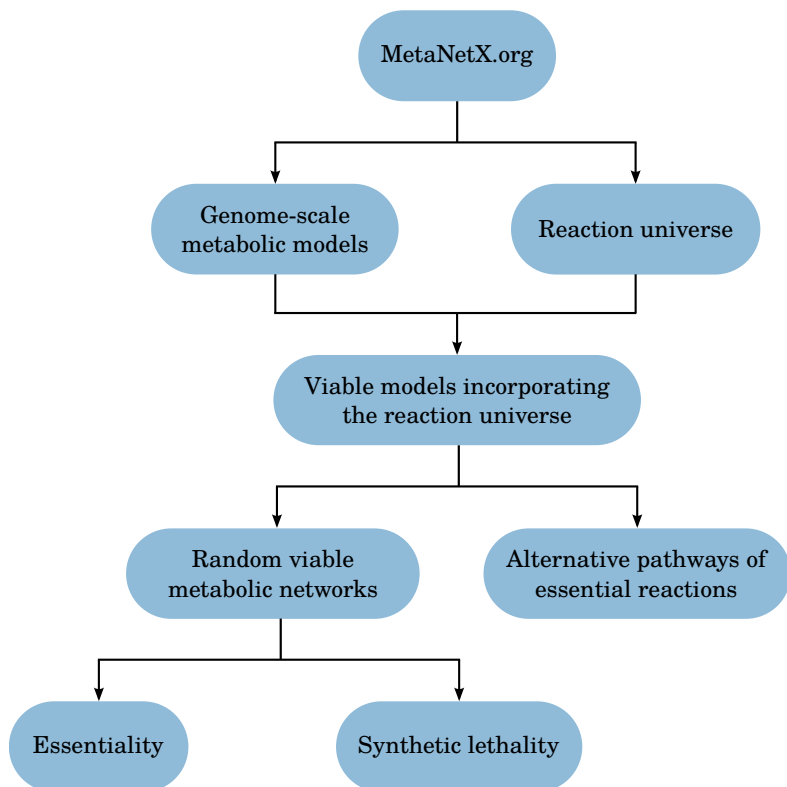 MetaNetX.org
Genome-scale
metabolic models
Reaction universe
Viable models incorporating
the reaction universe
Random viable
metabolic networks
Alternative pathways of
essential reactions
Essentiality
Synthetic lethality